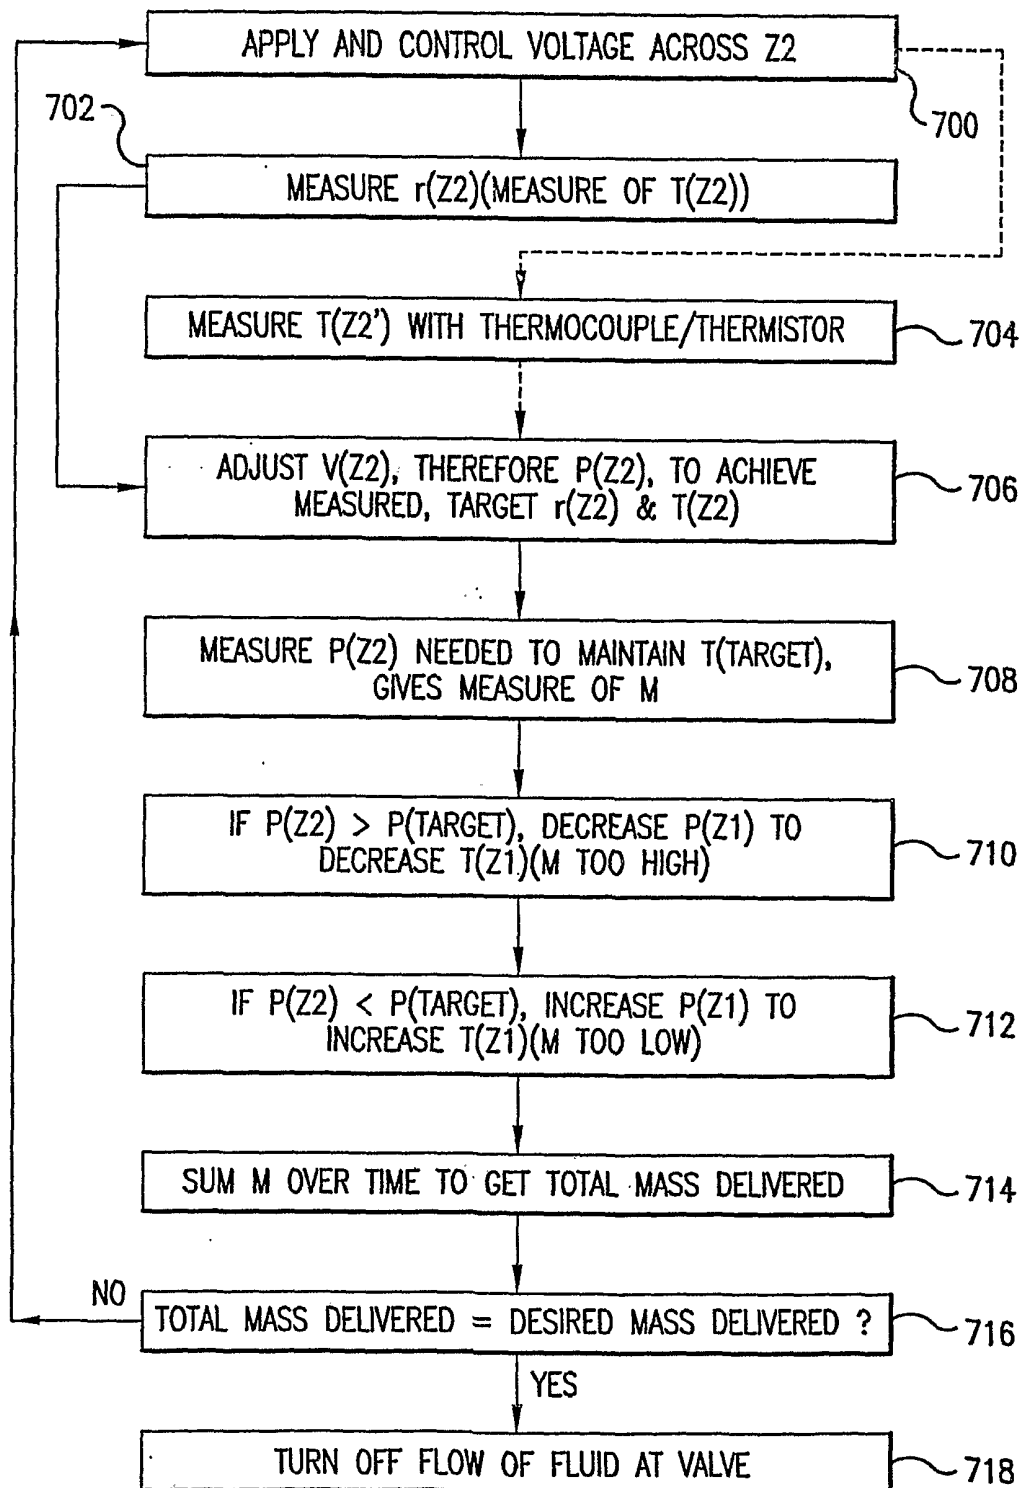 APPLY AND CONTROL VOLTAGE ACROSS Z2
700
702
MEASURE r(Z2)(MEASURE OF T(Z2))
MEASURE T(Z2') WITH THERMOCOUPLE/THERMISTOR
704
ADJUST V(Z2), THEREFORE P(Z2), TO ACHIEVE
MEASURED, TARGET r(Z2) & T(Z2)
706
MEASURE P(Z2) NEEDED TO MAINTAIN T(TARGET),
GIVES MEASURE OF M
708
IF P(Z2) > P(TARGET), DECREASE P(Z1) TO
DECREASE T(Z1)(M TOO HIGH)
710
IF P(Z2) < P(TARGET), INCREASE P(Z1) TO
INCREASE T(Z1)(M TOO LOW)
712
SUM M OVER TIME TO GET TOTAL MASS DELIVERED
714
NO
TOTAL MASS DELIVERED = DESIRED MASS DELIVERED ?
716
YES
TURN OFF FLOW OF FLUID AT VALVE
718